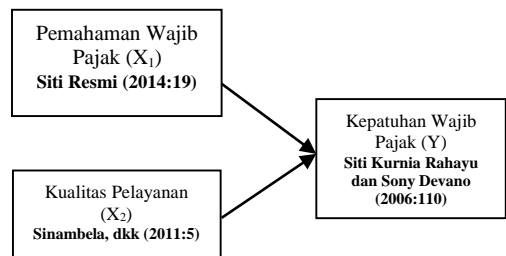 Pemahaman Wajib
Pajak (X₁)
Siti Resmi (2014:19)
Kepatuhan Wajib
Pajak (Y)
Siti Kurnia Rahayu
dan Sony Devano
(2006:110)
Kualitas Pelayanan
(X₂)
Sinambela, dkk (2011:5)